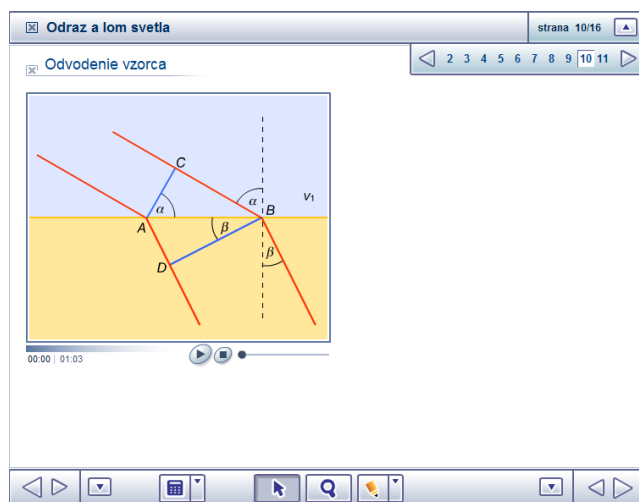 Odraz a lom svetla
strana 10/16
2 3 4 5 6 7 8 9 10 11
Odvodenie vzorca
C
α
α
v₁
A
B
β
D
β
00:00 | 01:03